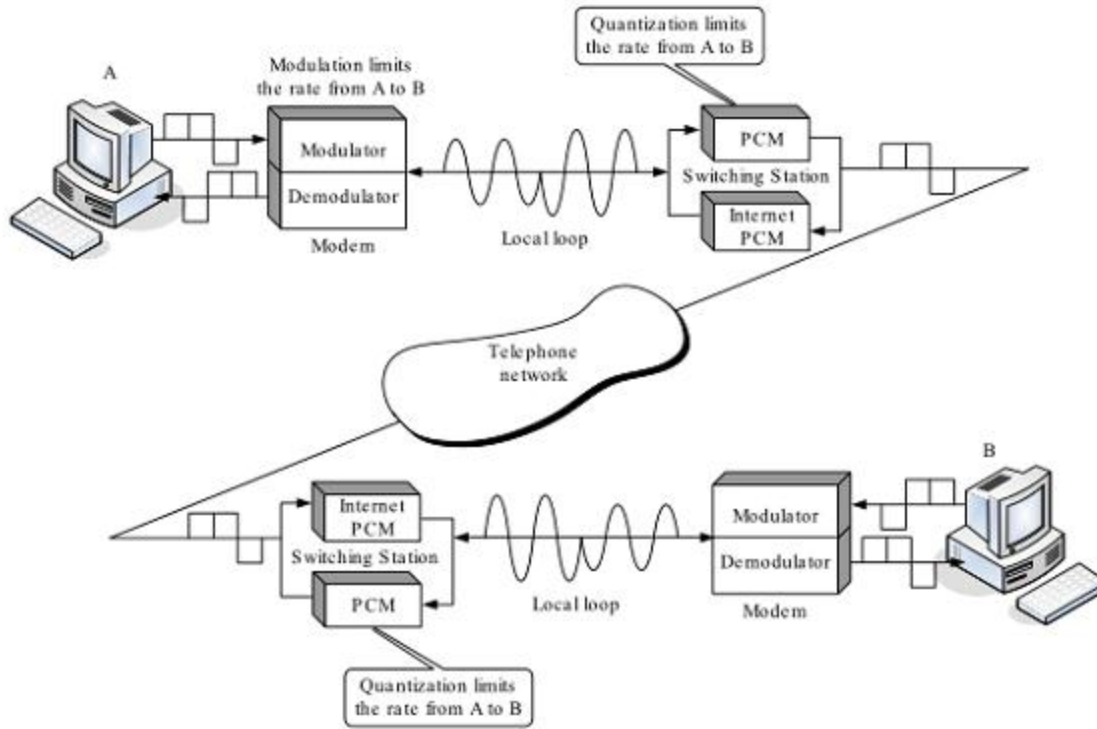 Quantization limits
the rate from A to B
A
Modulation limits
the rate from A to B
Modulator
Demodulator
Modem
Local loop
PCM
Switching Station
Internet
PCM
Telephone
network
B
Internet
PCM
Switching Station
PCM
Local loop
Modulator
Demodulator
Modem
Quantization limits
the rate from A to B